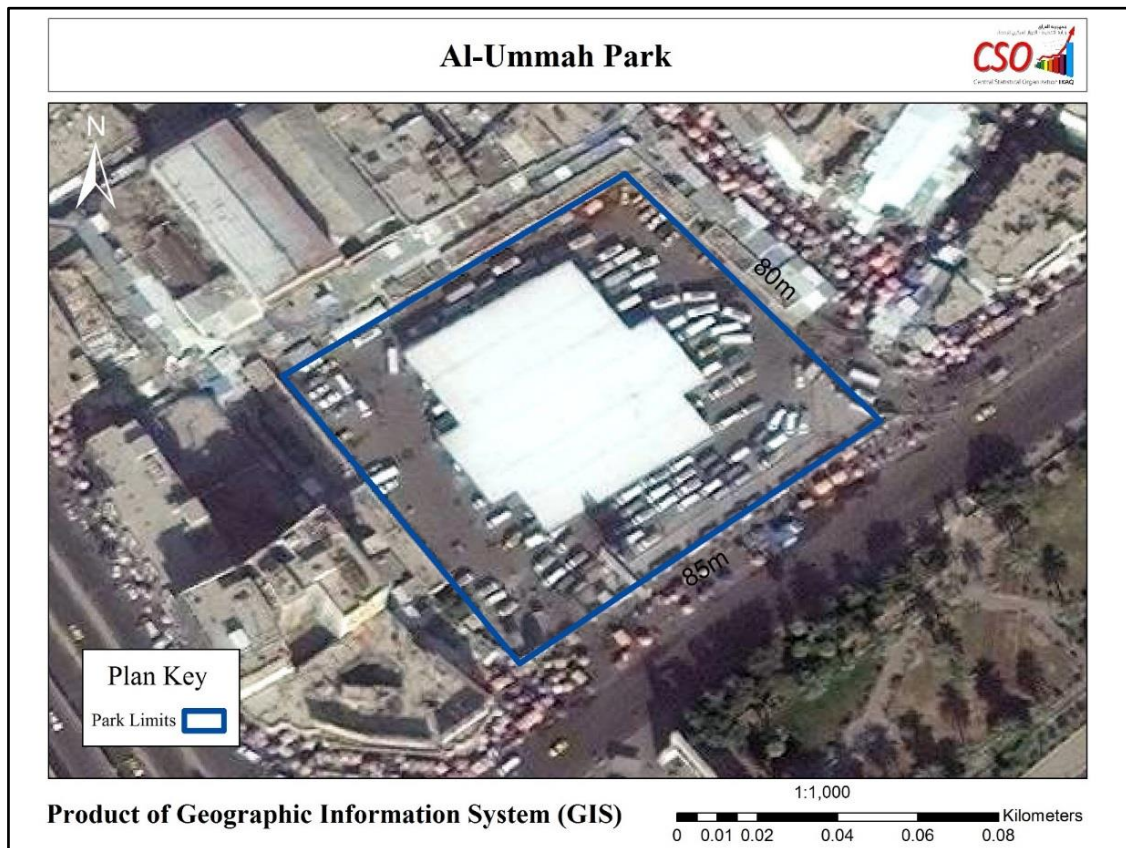 Al-Ummah Park
CSO
Central Statistical Organization IRAQ
N
80m
85m
Plan Key
Park Limits
Product of Geographic Information System (GIS)
1:1,000
Kilometers
0 0.01 0.02 0.04 0.06 0.08